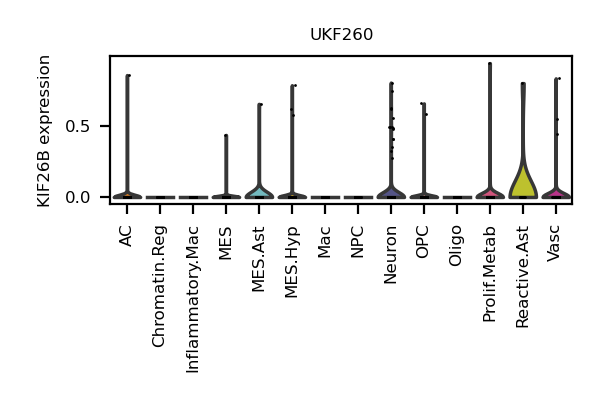 UKF260
KIF26B expression
0.5
0.0
AC
Chromatin.Reg
Inflammatory.Mac
MES
MES.Ast
MES.Hyp
Mac
NPC
Neuron
OPC
Oligo
Prolif.Metab
Reactive.Ast
Vasc